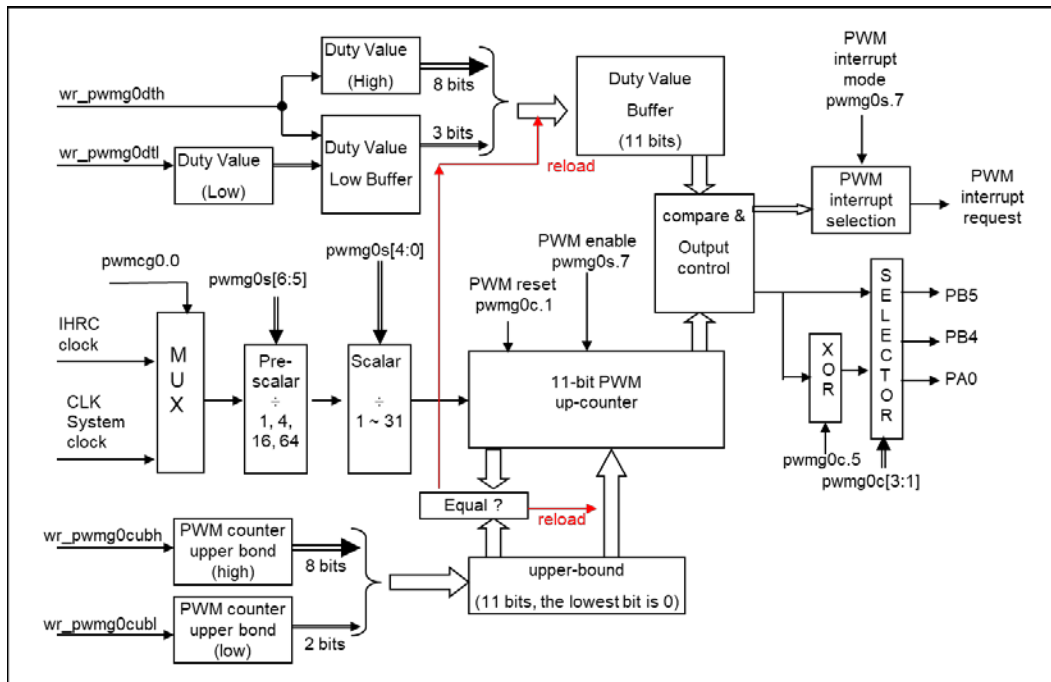 wr_pwmg0dth
wr_pwmg0dtl
Duty Value
(High)
8 bits
Duty Value
(Low)
Duty Value
Low Buffer
3 bits
reload
Duty Value
Buffer
(11 bits)
PWM
interrupt
mode
pwmg0s.7
PWM
interrupt
selection
PWM
interrupt
request
compare &
Output
control
pwmcg0.0
IHRC
clock
CLK
System
clock
MUX
pwmg0s[6:5]
Pre-
scalar
÷
1, 4,
16, 64
pwmg0s[4:0]
Scalar
÷
1 ~ 31
PWM reset
pwmg0c.1
PWM enable
pwmg0s.7
11-bit PWM
up-counter
XOR
pwmg0c.5
SELECTOR
pwmg0c[3:1]
PB5
PB4
PA0
Equal ?
reload
wr_pwmg0cubh
PWM counter
upper bond
(high)
8 bits
wr_pwmg0cubl
PWM counter
upper bond
(low)
2 bits
upper-bound
(11 bits, the lowest bit is 0)